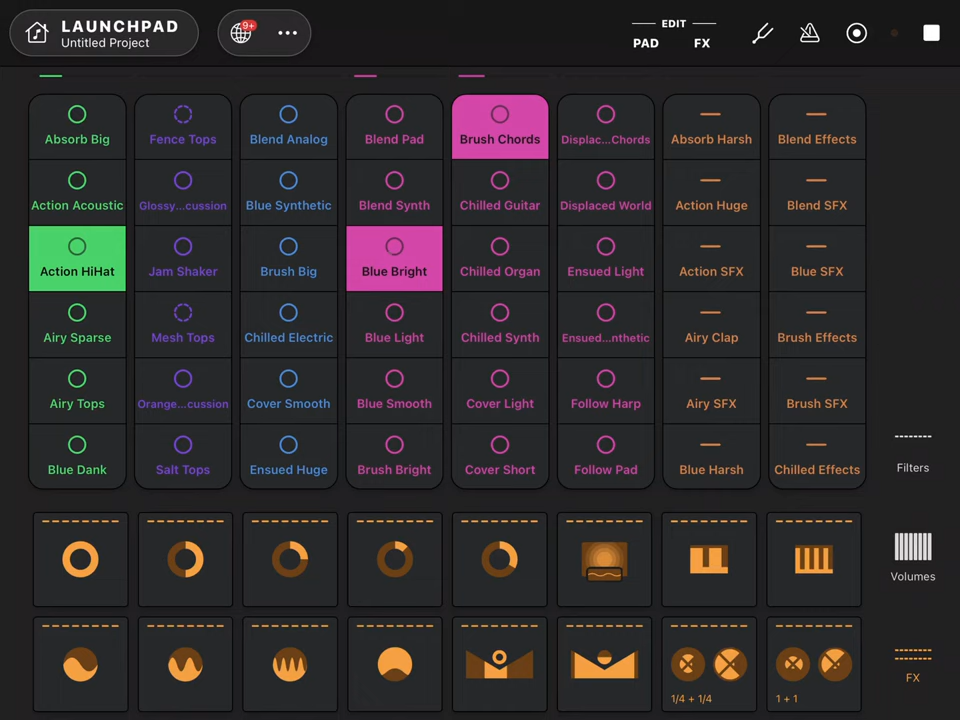 LAUNCHPAD
Untitled Project
9+
EDIT
PAD FX
Absorb Big Fence Tops Blend Analog Blend Pad Brush Chords Displac...Chords Absorb Harsh Blend Effects
Action Acoustic Glossy...cussion Blue Synthetic Blend Synth Chilled Guitar Displaced World Action Huge Blend SFX
Action HiHat Jam Shaker Brush Big Blue Bright Chilled Organ Ensued Light Action SFX Blue SFX
Airy Sparse Mesh Tops Chilled Electric Blue Light Chilled Synth Ensued...nthetic Airy Clap Brush Effects
Airy Tops Orange...cussion Cover Smooth Blue Smooth Cover Light Follow Harp Airy SFX Brush SFX
Blue Dank Salt Tops Ensued Huge Brush Bright Cover Short Follow Pad Blue Harsh Chilled Effects
Filters
Volumes
FX
1/4 + 1/4
1 + 1